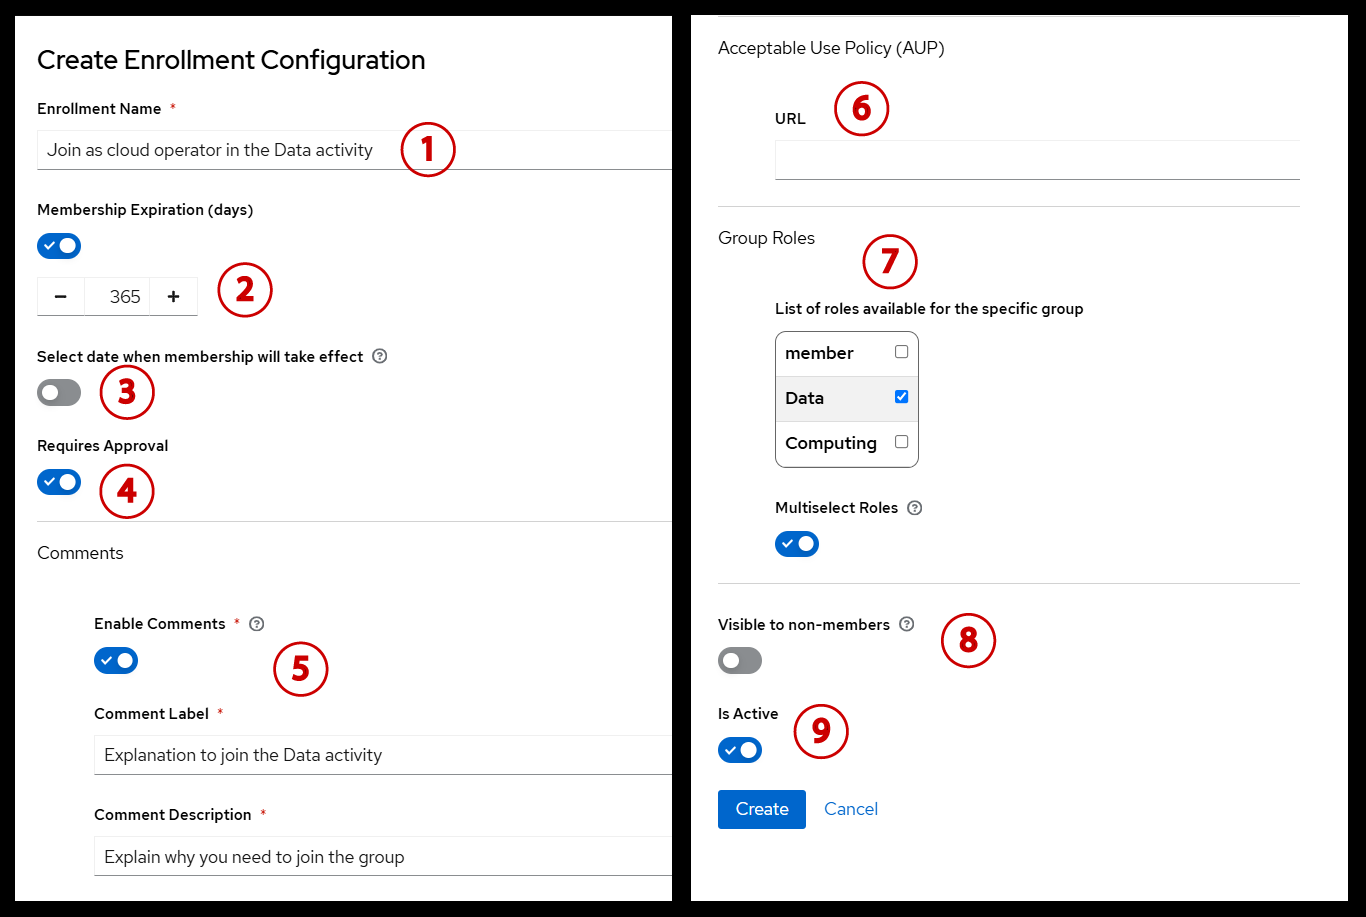 Create Enrollment Configuration
Enrollment Name *
Join as cloud operator in the Data activity
1
Membership Expiration (days)
− 365 +
2
Select date when membership will take effect ?
3
Requires Approval
4
Comments
Enable Comments * ?
5
Comment Label *
Explanation to join the Data activity
Comment Description *
Explain why you need to join the group
Acceptable Use Policy (AUP)
URL
6
Group Roles
7
List of roles available for the specific group
member
Data
Computing
Multiselect Roles ?
Visible to non-members ?
8
Is Active
9
Create Cancel